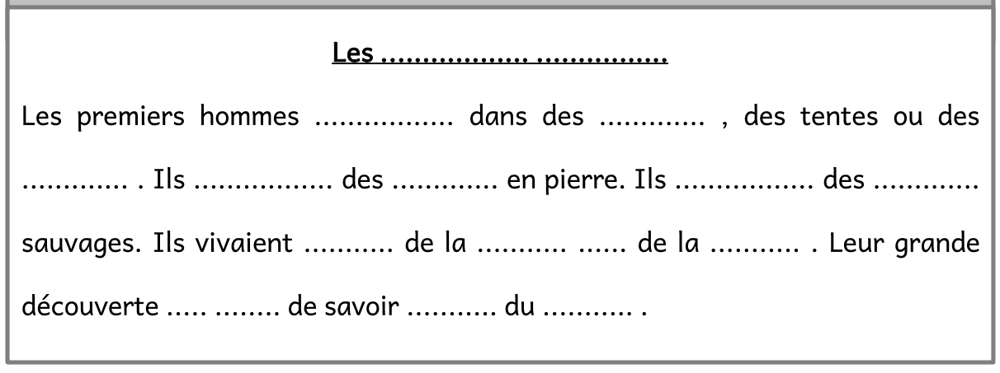 Les .................. ................
Les premiers hommes ................. dans des ............. , des tentes ou des
............. . Ils ................. des ............. en pierre. Ils ................. des .............
sauvages. Ils vivaient ........... de la ........... ...... de la ........... . Leur grande
découverte ..... ........ de savoir ........... du ........... .